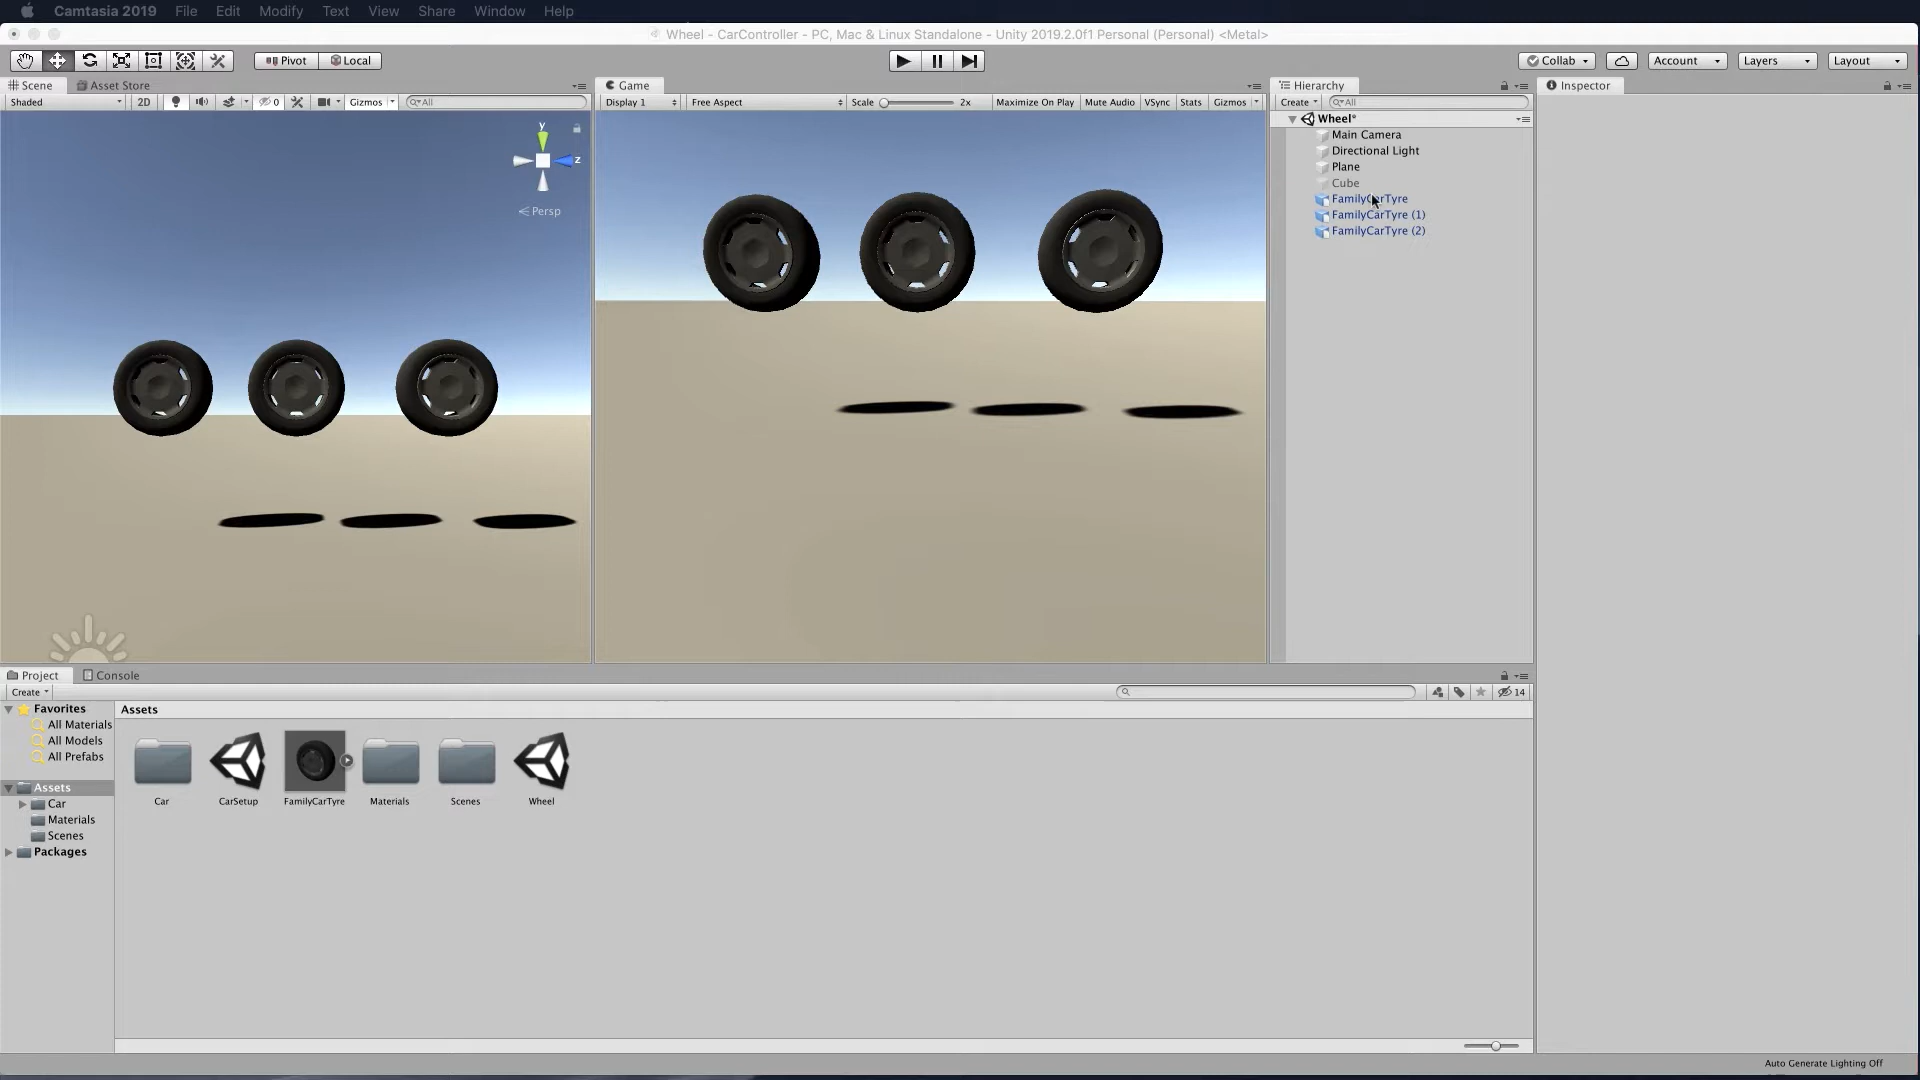 Camtasia 2019 File Edit Modify Text View Share Window Help
Wheel - CarController - PC, Mac & Linux Standalone - Unity 2019.2.0f1 Personal (Personal) <Metal>
Pivot Local Collab Account Layers Layout
Scene Asset Store Game Hierarchy Inspector
Shaded 2D 0 Gizmos All Display 1 Free Aspect Scale 2x Maximize On Play Mute Audio VSync Stats Gizmos Create All
Wheel*
Main Camera
Directional Light
Plane
Cube
FamilyCarTyre
FamilyCarTyre (1)
FamilyCarTyre (2)
y
z
Persp
Project Console
Create 14
Favorites Assets
All Materials
All Models
All Prefabs
Assets
Car
Materials
Scenes
Packages
Car CarSetup FamilyCarTyre Materials Scenes Wheel
Auto Generate Lighting Off